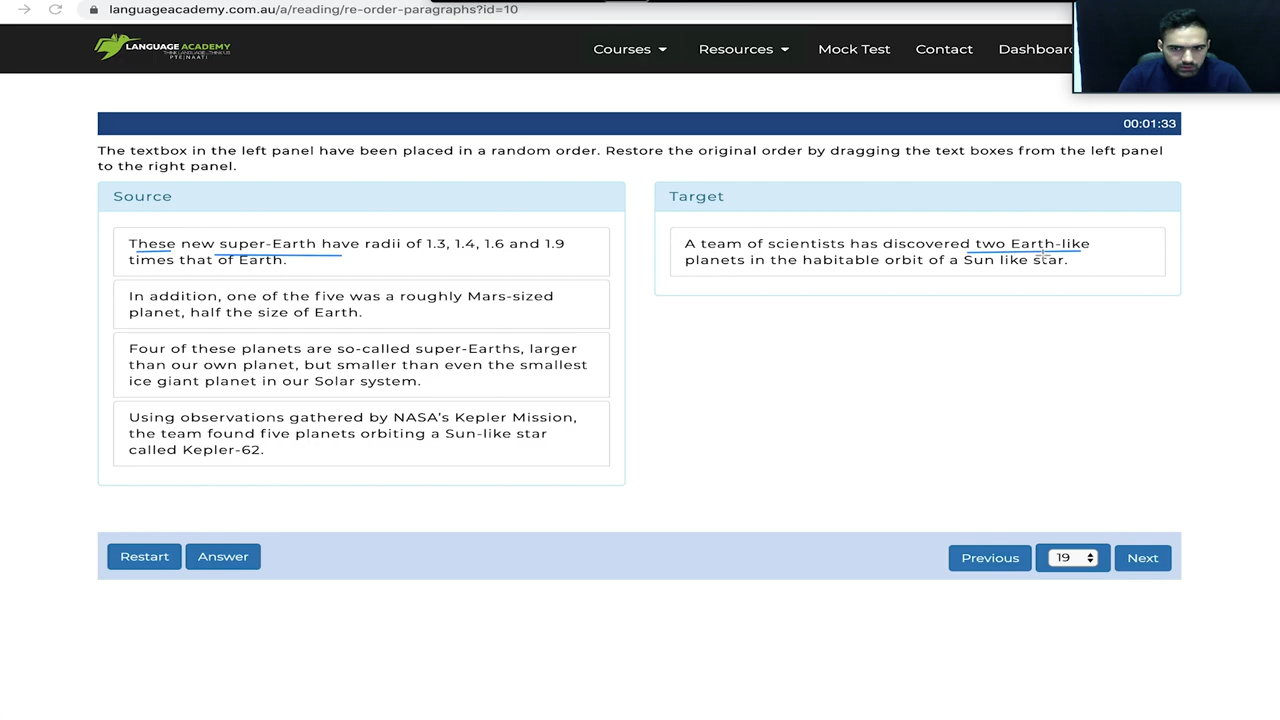 languageacademy.com.au/a/reading/re-order-paragraphs?id=10
LANGUAGE ACADEMY
THINK LANGUAGE - THINK US
PTE|NAATI
Courses
Resources
Mock Test
Contact
Dashboard
00:01:33
The textbox in the left panel have been placed in a random order. Restore the original order by dragging the text boxes from the left panel
to the right panel.
Source
These new super-Earth have radii of 1.3, 1.4, 1.6 and 1.9
times that of Earth.
In addition, one of the five was a roughly Mars-sized
planet, half the size of Earth.
Four of these planets are so-called super-Earths, larger
than our own planet, but smaller than even the smallest
ice giant planet in our Solar system.
Using observations gathered by NASA's Kepler Mission,
the team found five planets orbiting a Sun-like star
called Kepler-62.
Target
A team of scientists has discovered two Earth-like
planets in the habitable orbit of a Sun like star.
Restart
Answer
Previous
19
Next